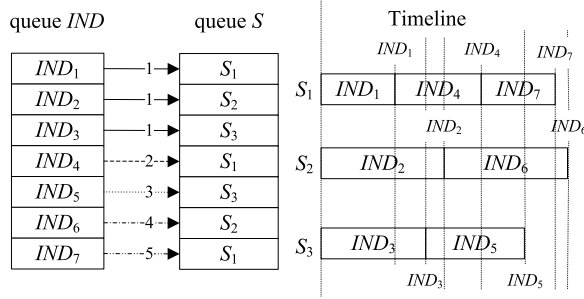 queue IND queue S Timeline
IND1 IND4 IND7
IND1 1 S1
IND2 1 S2
IND3 1 S3
IND4 2 S1
IND5 3 S3
IND6 4 S2
IND7 5 S1
S1 IND1 IND4 IND7
IND2 IND6
S2 IND2 IND6
S3 IND3 IND5
IND3 IND5